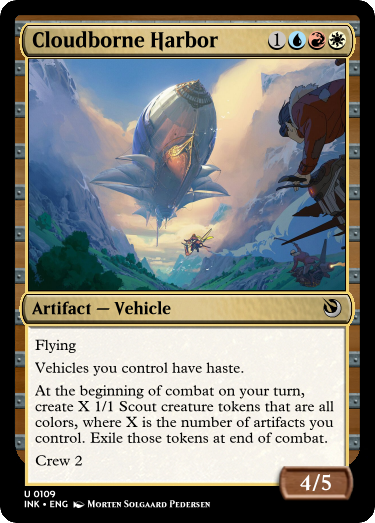 Cloudborne Harbor 1
Artifact — Vehicle
Flying
Vehicles you control have haste.
At the beginning of combat on your turn,
create X 1/1 Scout creature tokens that are all
colors, where X is the number of artifacts you
control. Exile those tokens at end of combat.
Crew 2
4/5
U 0109
INK • ENG Morten Solgaard Pedersen